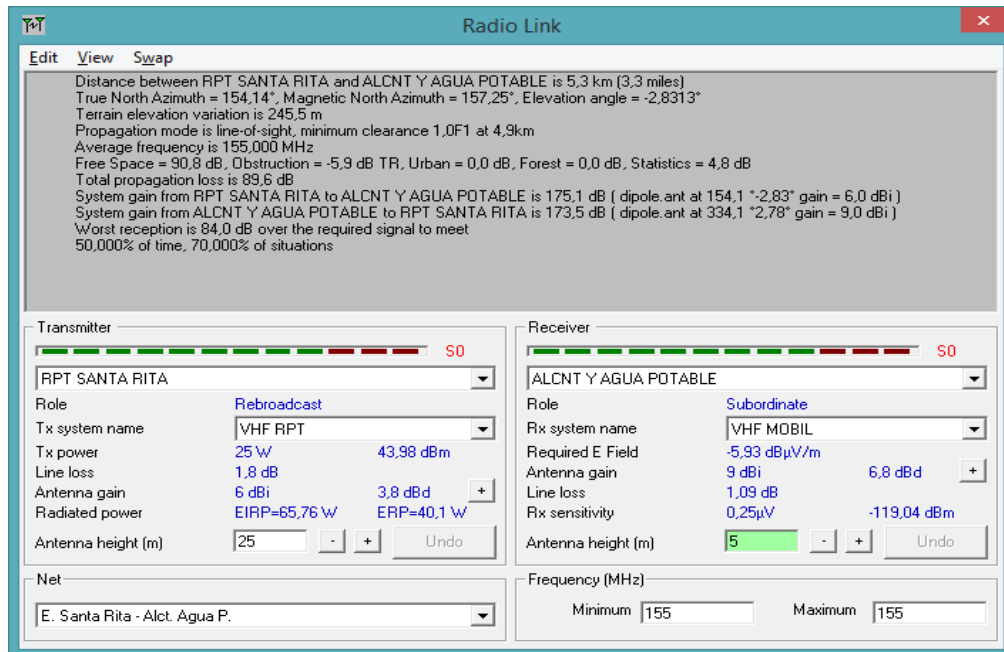 Radio Link
Edit View Swap
Distance between RPT SANTA RITA and ALCNT Y AGUA POTABLE is 5,3 km (3,3 miles)
True North Azimuth = 154,14°, Magnetic North Azimuth = 157,25°, Elevation angle = -2,8313°
Terrain elevation variation is 245,5 m
Propagation mode is line-of-sight, minimum clearance 1,0F1 at 4,9km
Average frequency is 155,000 MHz
Free Space = 90,8 dB, Obstruction = -5,9 dB TR, Urban = 0,0 dB, Forest = 0,0 dB, Statistics = 4,8 dB
Total propagation loss is 89,6 dB
System gain from RPT SANTA RITA to ALCNT Y AGUA POTABLE is 175,1 dB ( dipole.ant at 154,1 °-2,83° gain = 6,0 dBi )
System gain from ALCNT Y AGUA POTABLE to RPT SANTA RITA is 173,5 dB ( dipole.ant at 334,1 °2,78° gain = 9,0 dBi )
Worst reception is 84,0 dB over the required signal to meet
50,000% of time, 70,000% of situations
Transmitter
S0
RPT SANTA RITA
Role Rebroadcast
Tx system name VHF RPT
Tx power 25 W 43,98 dBm
Line loss 1,8 dB
Antenna gain 6 dBi 3,8 dBd +
Radiated power EIRP=65,76 W ERP=40,1 W
Antenna height (m) 25 - + Undo
Receiver
S0
ALCNT Y AGUA POTABLE
Role Subordinate
Rx system name VHF MOBIL
Required E Field -5,93 dBµV/m
Antenna gain 9 dBi 6,8 dBd +
Line loss 1,09 dB
Rx sensitivity 0,25µV -119,04 dBm
Antenna height (m) 5 - + Undo
Net
E. Santa Rita - Alct. Agua P.
Frequency (MHz)
Minimum 155 Maximum 155